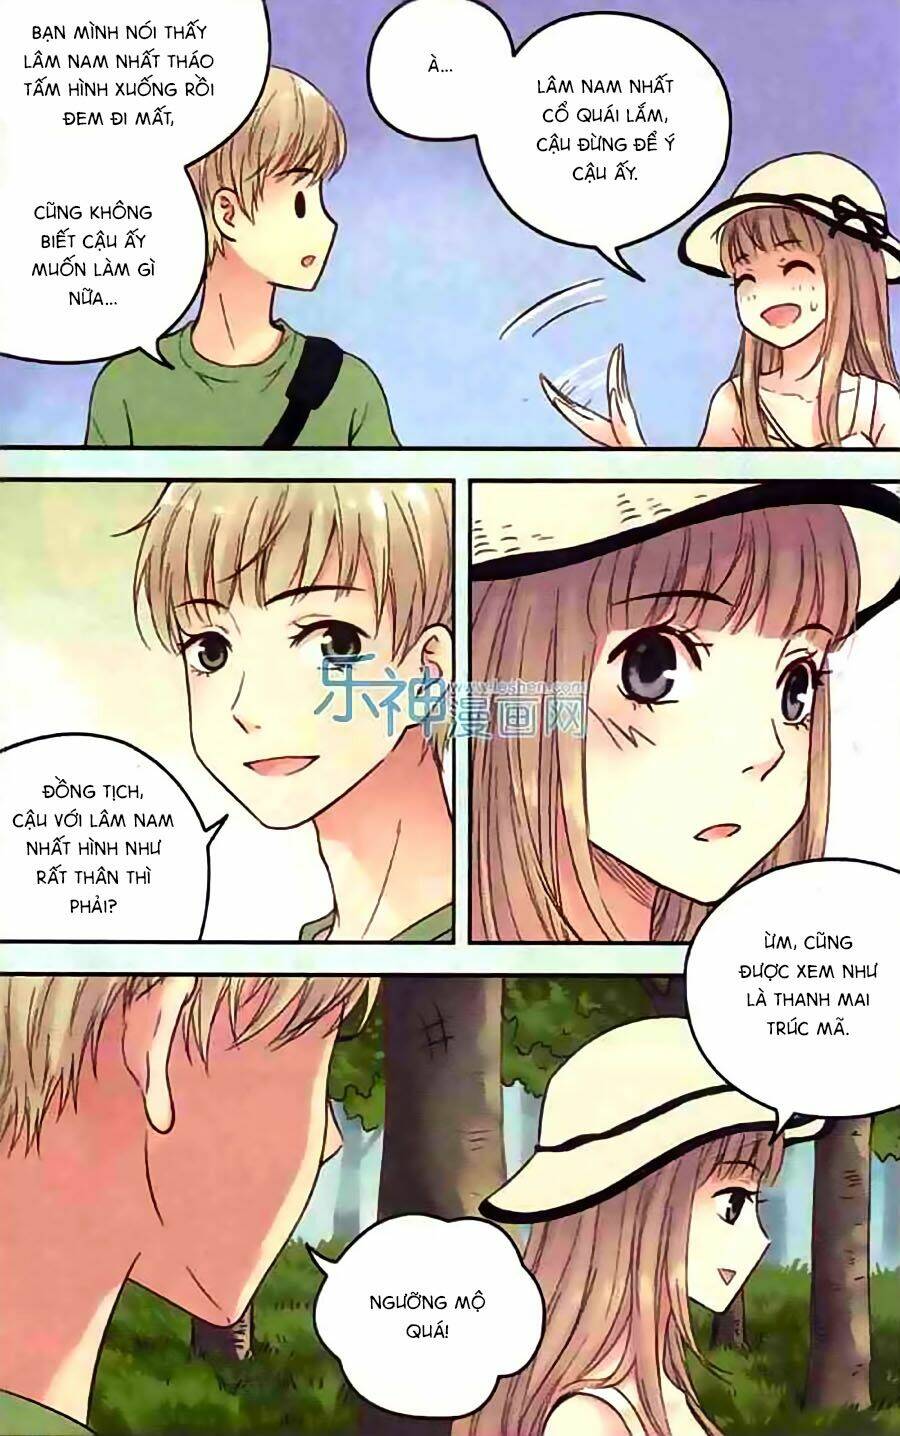 BẠN MÌNH NÓI THẤY
LÂM NAM NHẤT THÁO
TẤM HÌNH XUỐNG RỒI
ĐEM ĐI MẤT,
CŨNG KHÔNG
BIẾT CẬU ẤY
MUỐN LÀM GÌ
NỮA...
À...
LÂM NAM NHẤT
CỔ QUÁI LẮM,
CẬU ĐỪNG ĐỂ Ý
CẬU ẤY.
乐神漫画网
www.leshen.com
ĐỒNG TỊCH,
CẬU VỚI LÂM NAM
NHẤT HÌNH NHƯ
RẤT THÂN THÌ
PHẢI?
ỪM, CŨNG
ĐƯỢC XEM NHƯ
LÀ THANH MAI
TRÚC MÃ.
NGƯỠNG MỘ
QUÁ!